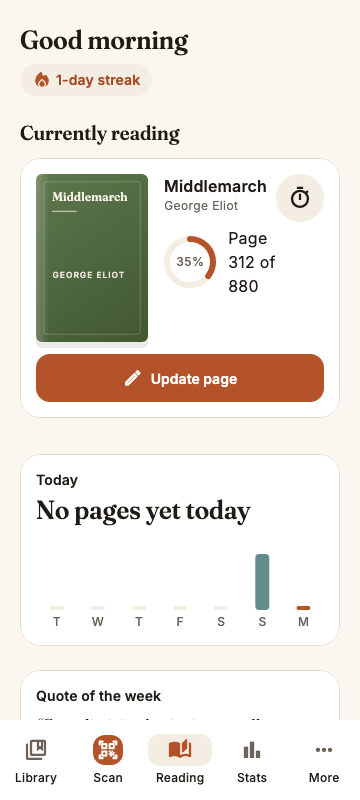 Good morning
1-day streak
Currently reading
Middlemarch
GEORGE ELIOT
Middlemarch
George Eliot
35%
Page
312 of
880
Update page
Today
No pages yet today
T W T F S S M
Quote of the week
Library Scan Reading Stats More